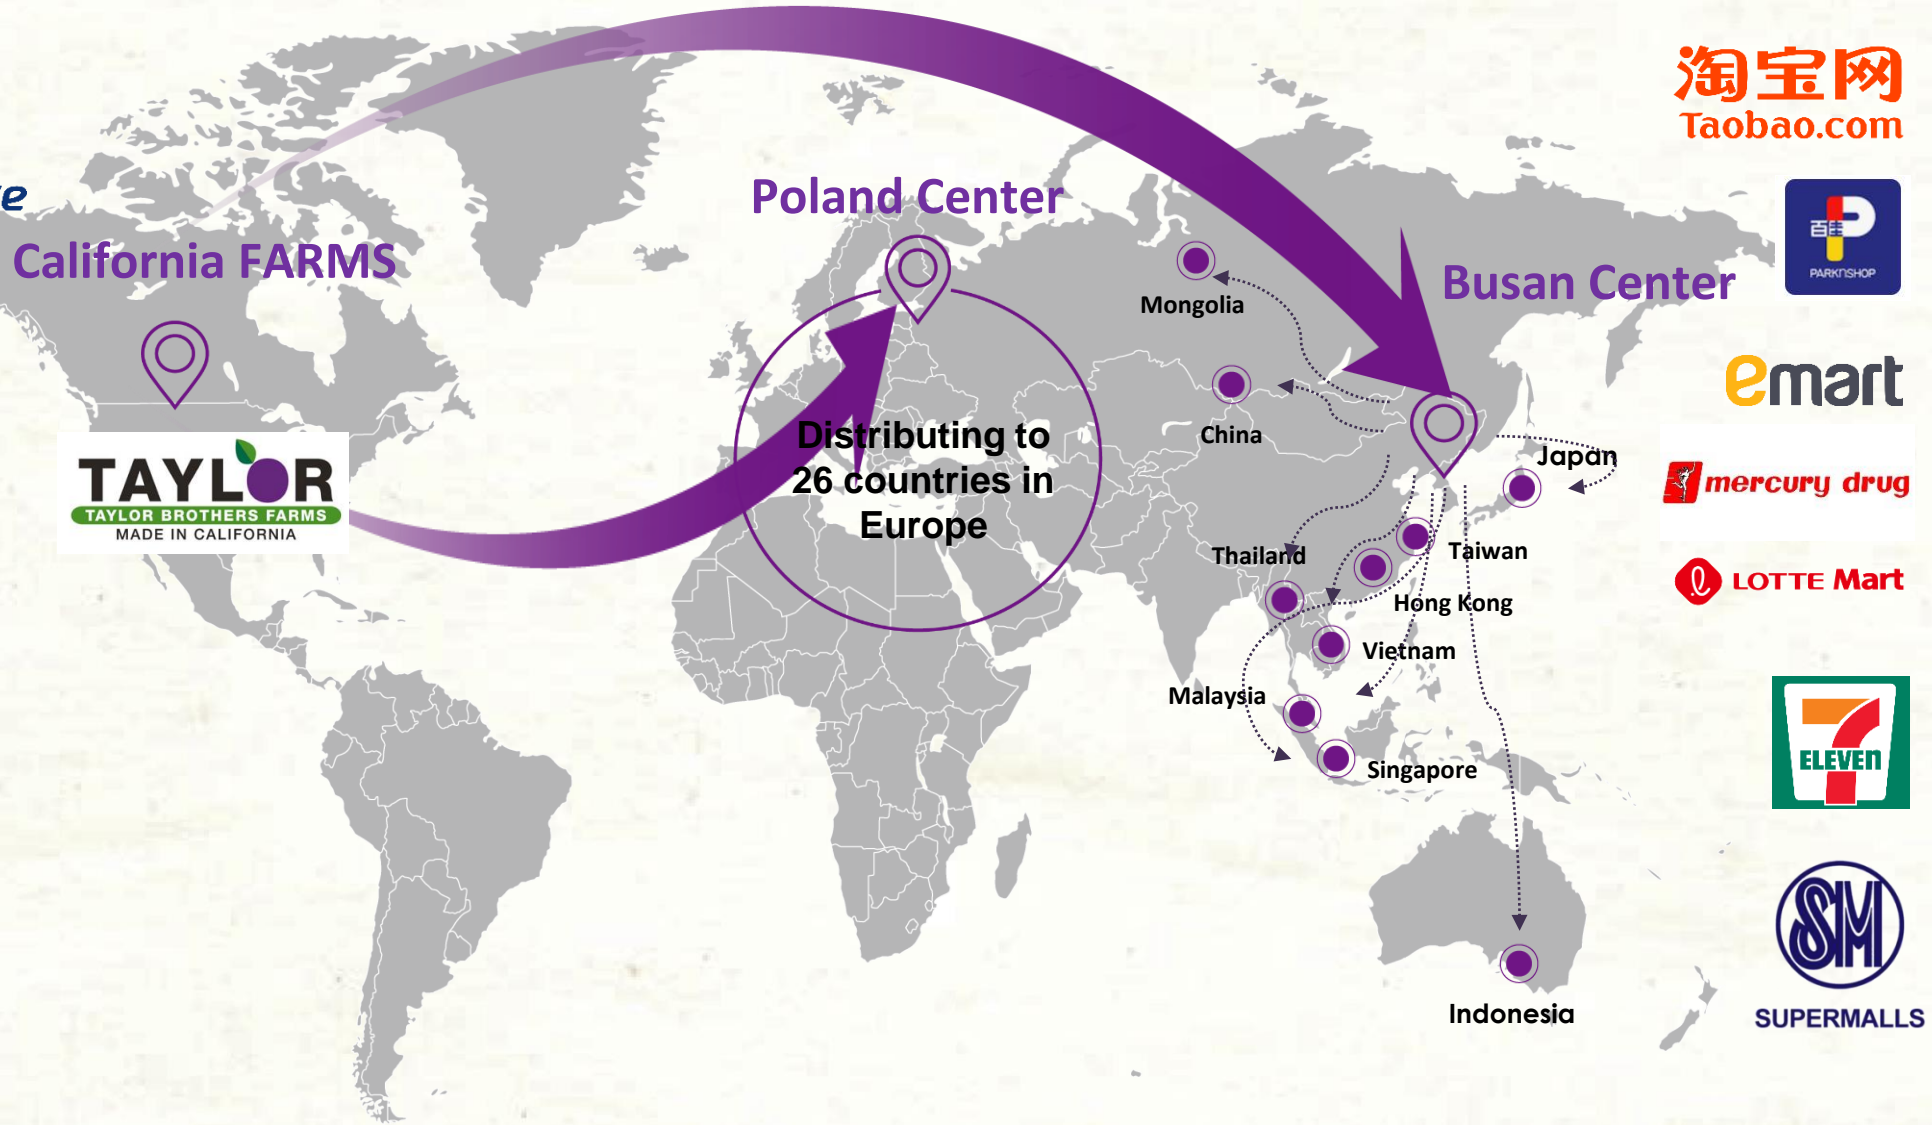 淘宝网
Taobao.com
Poland Center
California FARMS
Busan Center
百佳
PARKNSHOP
Mongolia
emart
China
Distributing to
26 countries in
Europe
Japan
TAYLOR
TAYLOR BROTHERS FARMS
MADE IN CALIFORNIA
mercury drug
Thailand
Taiwan
Hong Kong
LOTTE Mart
Vietnam
Malaysia
Singapore
7
ELEVEN
SM
SUPERMALLS
Indonesia